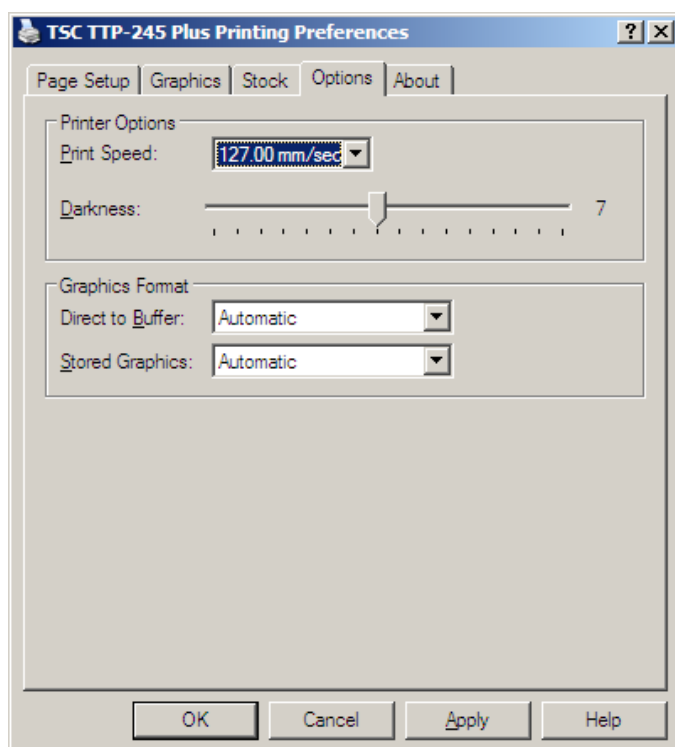 TSC TTP-245 Plus Printing Preferences
Page Setup Graphics Stock Options About
Printer Options
Print Speed: 127.00 mm/sec
Darkness: 7
Graphics Format
Direct to Buffer: Automatic
Stored Graphics: Automatic
OK Cancel Apply Help